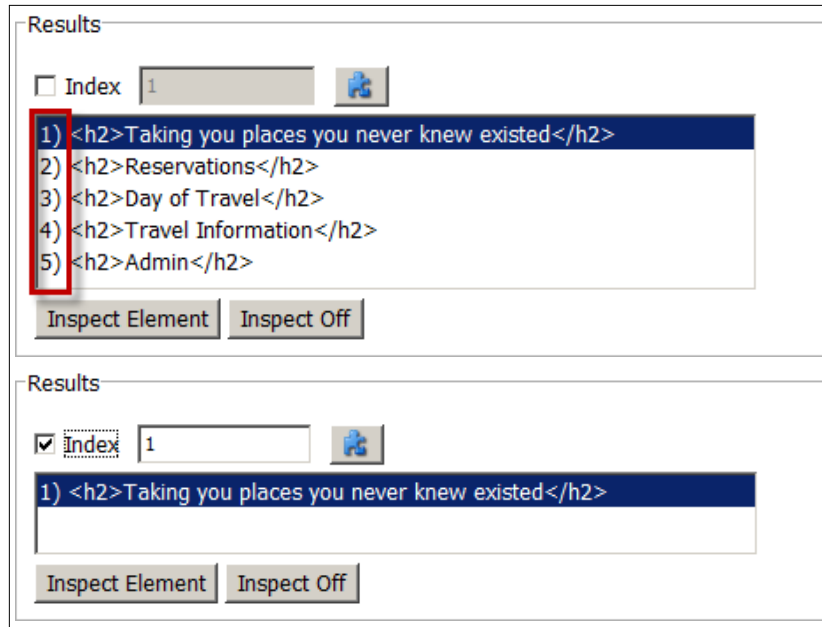 Results
Index 1
1) <h2>Taking you places you never knew existed</h2>
2) <h2>Reservations</h2>
3) <h2>Day of Travel</h2>
4) <h2>Travel Information</h2>
5) <h2>Admin</h2>
Inspect Element Inspect Off
Results
Index 1
1) <h2>Taking you places you never knew existed</h2>
Inspect Element Inspect Off